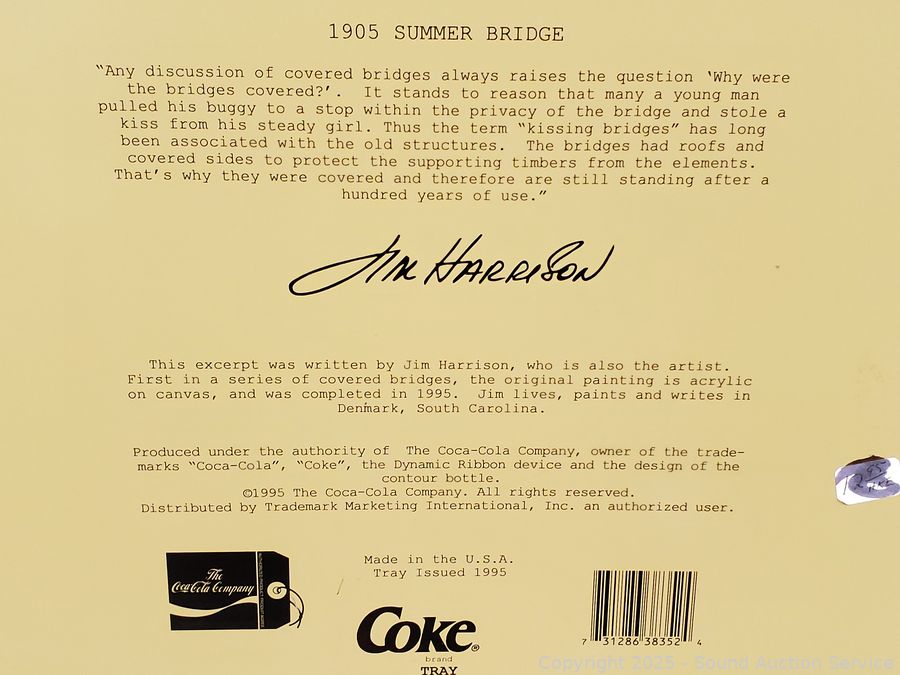 1905 SUMMER BRIDGE
“Any discussion of covered bridges always raises the question ‘Why were
the bridges covered?’.  It stands to reason that many a young man
pulled his buggy to a stop within the privacy of the bridge and stole a
kiss from his steady girl. Thus the term “kissing bridges” has long
been associated with the old structures.  The bridges had roofs and
covered sides to protect the supporting timbers from the elements.
That’s why they were covered and therefore are still standing after a
hundred years of use.”
Jim Harrison
This excerpt was written by Jim Harrison, who is also the artist.
First in a series of covered bridges, the original painting is acrylic
on canvas, and was completed in 1995.  Jim lives, paints and writes in
Denmark, South Carolina.
Produced under the authority of  The Coca-Cola Company, owner of the trade-
marks “Coca-Cola”, “Coke”, the Dynamic Ribbon device and the design of the
contour bottle.
©1995 The Coca-Cola Company. All rights reserved.
Distributed by Trademark Marketing International, Inc. an authorized user.
Made in the U.S.A.
Tray Issued 1995
The
Coca-Cola Company
Coke®
brand
TRAY
7 31286 38352 4
Copyright 2025 - Sound Auction Service